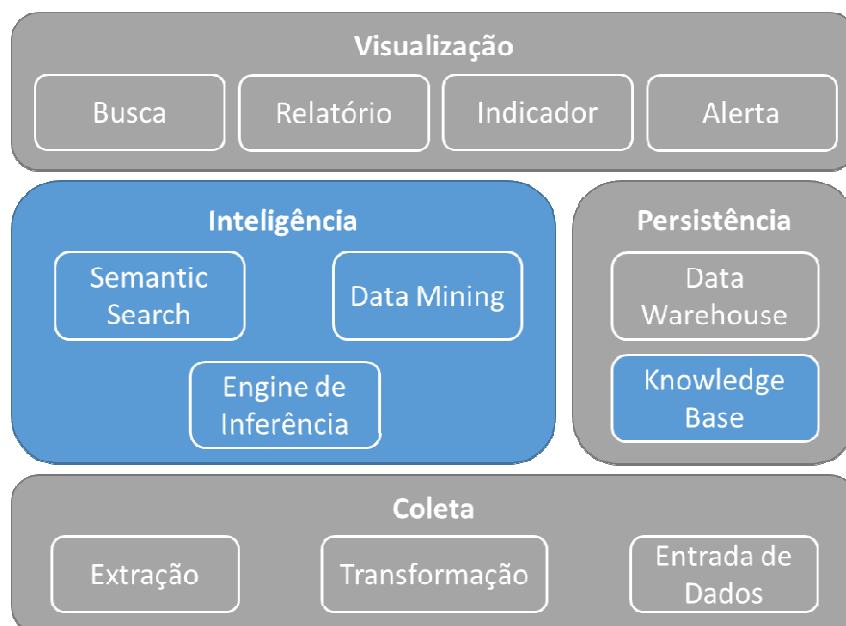 Visualização
Busca
Relatório
Indicador
Alerta
Inteligência
Semantic
Search
Data Mining
Engine de
Inferência
Persistência
Data
Warehouse
Knowledge
Base
Coleta
Extração
Transformação
Entrada de
Dados